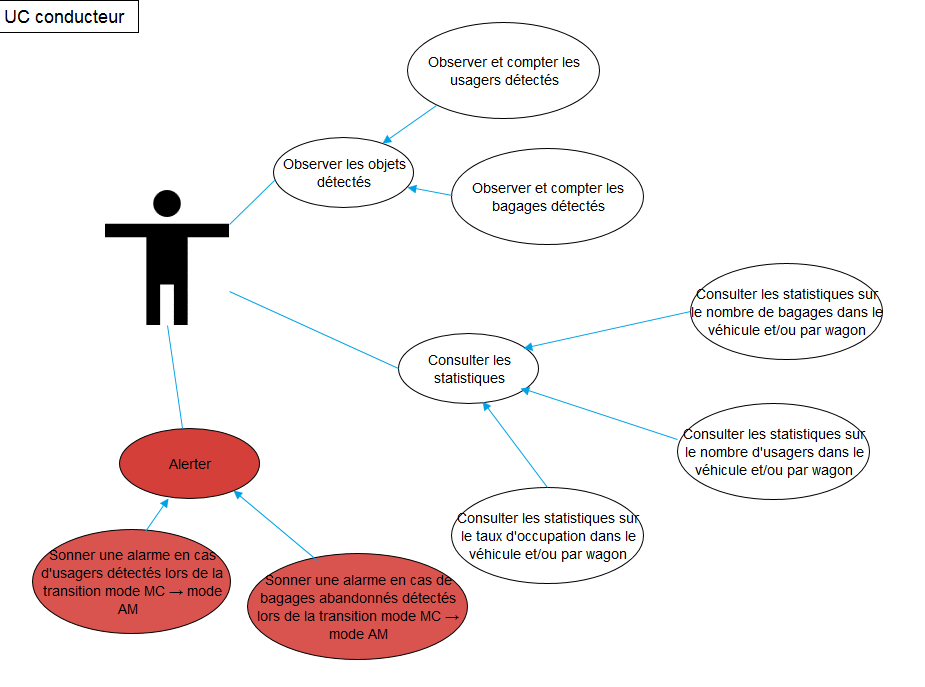 UC conducteur
Observer et compter les
usagers détectés
Observer les objets
détectés
Observer et compter les
bagages détectés
Consulter les statistiques sur
le nombre de bagages dans le
véhicule et/ou par wagon
Consulter les
statistiques
Consulter les statistiques sur
le nombre d'usagers dans le
véhicule et/ou par wagon
Alerter
Consulter les statistiques sur
le taux d'occupation dans le
véhicule et/ou par wagon
Sonner une alarme en cas
d'usagers détectés lors de la
transition mode MC → mode
AM
Sonner une alarme en cas de
bagages abandonnés détectés
lors de la transition mode MC →
mode AM